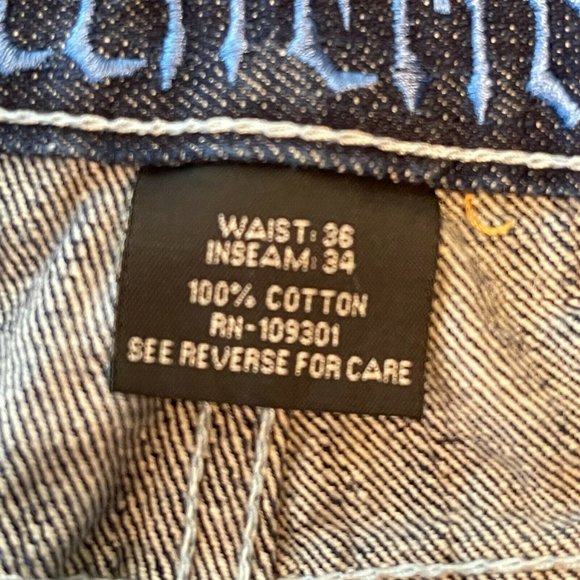 WAIST: 36
INSEAM: 34
100% COTTON
RN-109301
SEE REVERSE FOR CARE